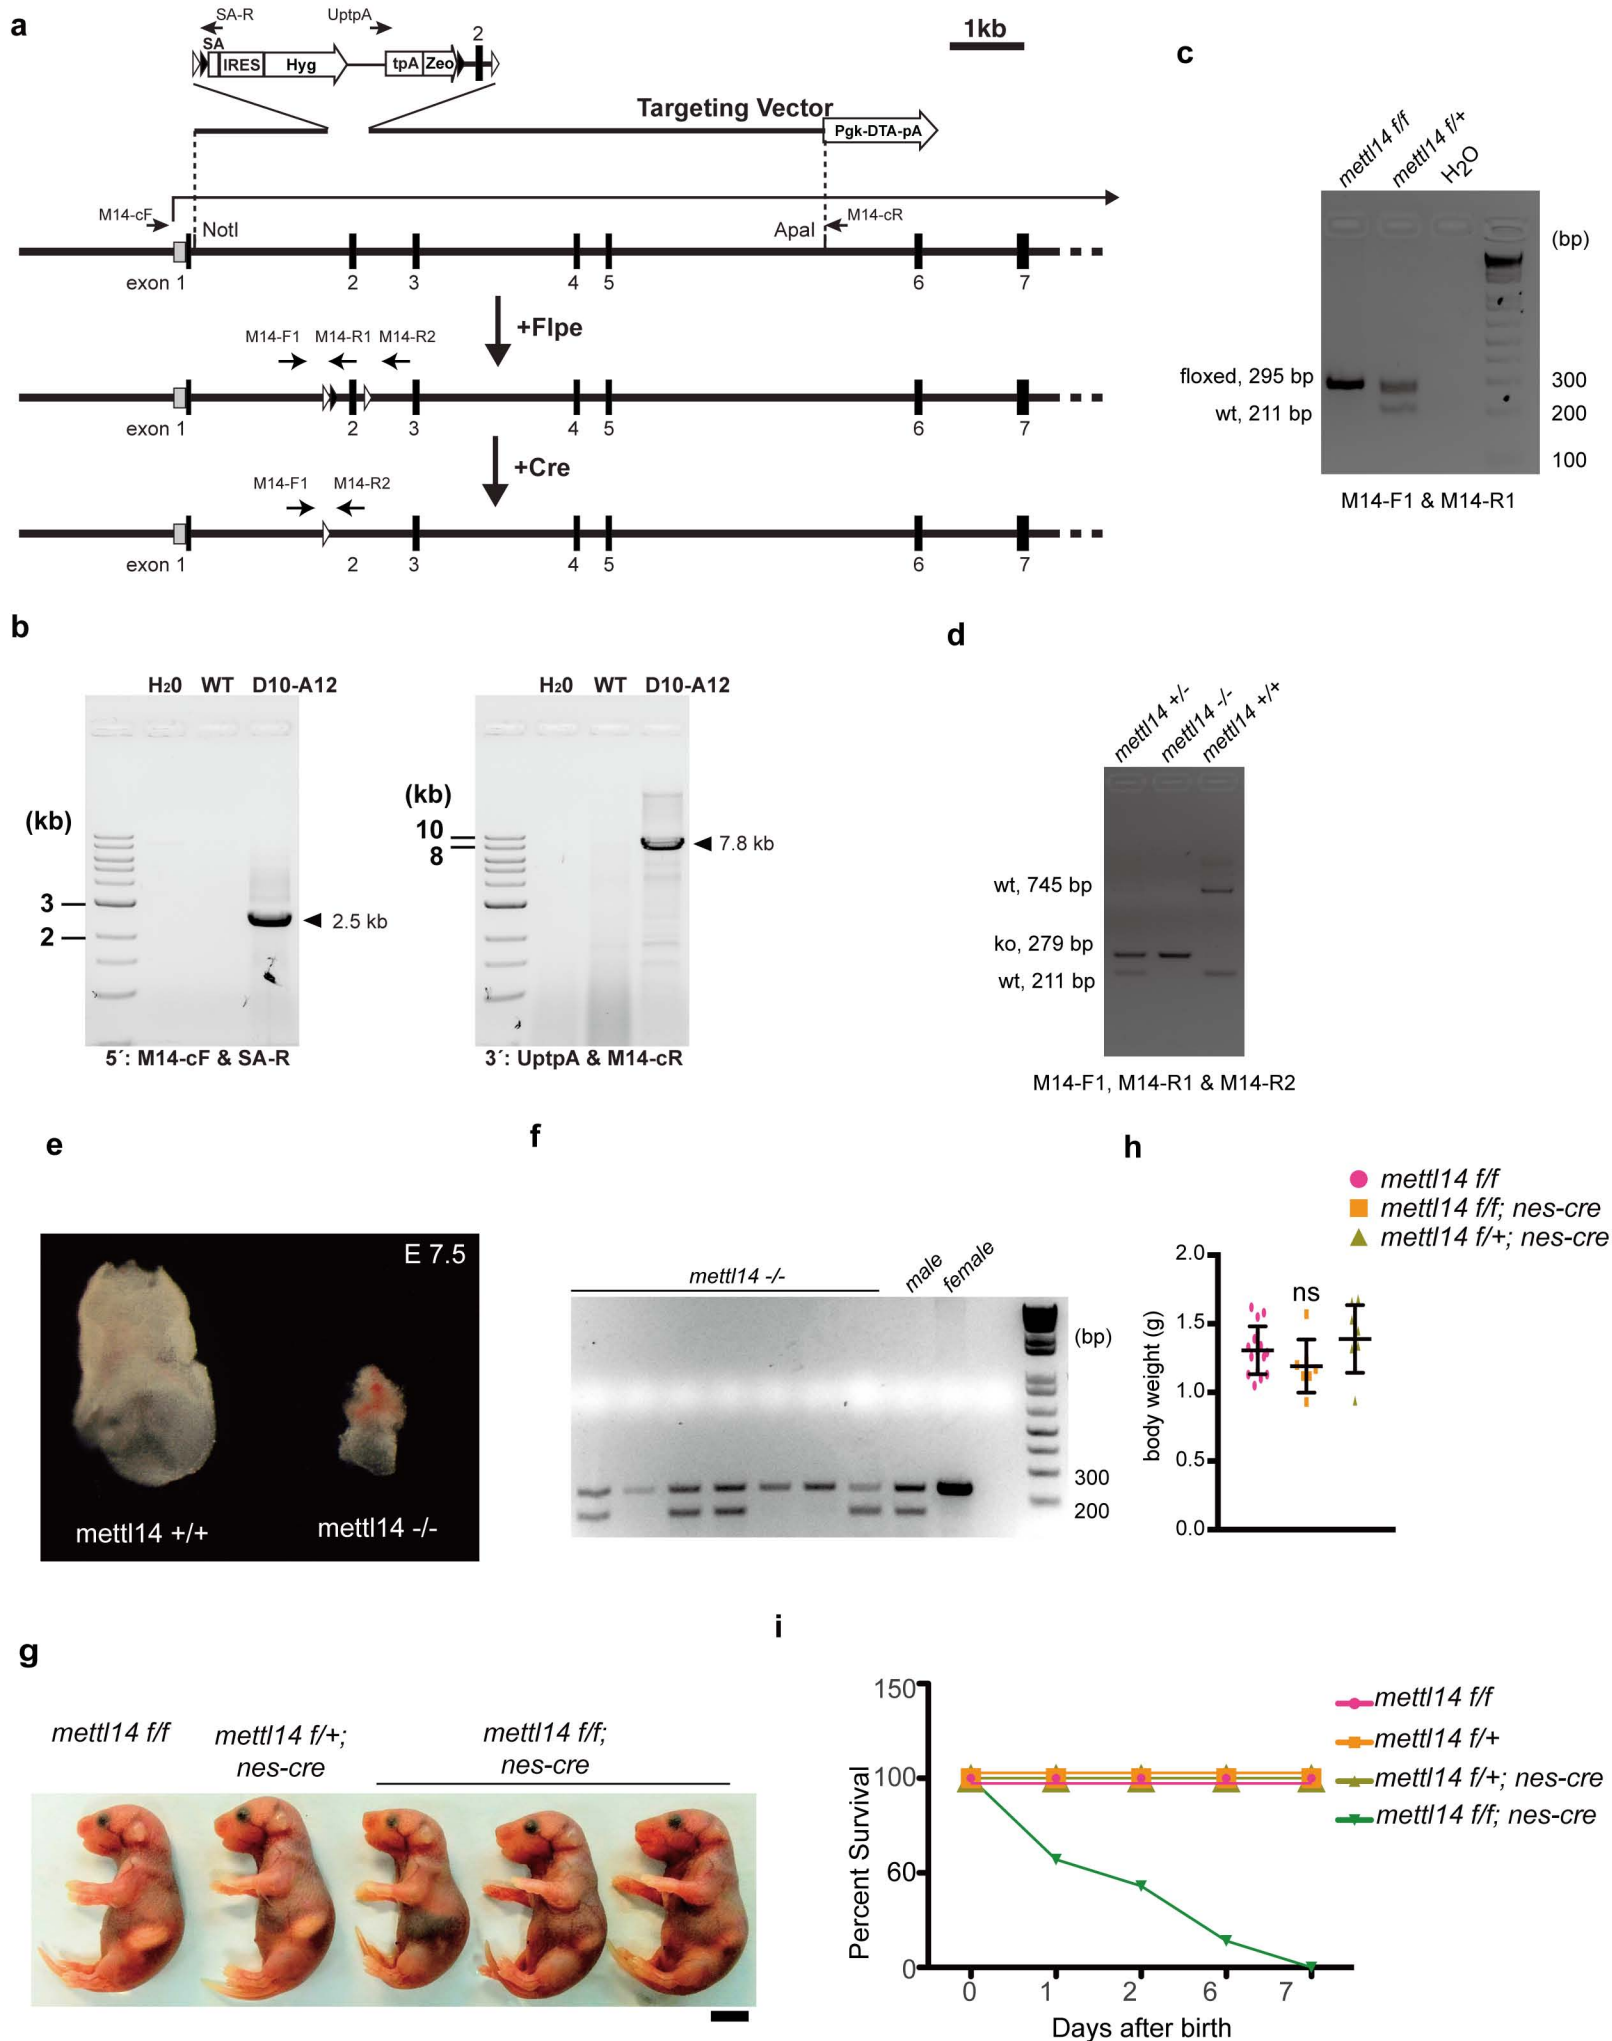 a
SA-R
UptpA
SA
IRES
Hyg
tpA
Zeo
2
1kb
Targeting Vector
Pgk-DTA-pA
M14-cF
NotI
ApaI
M14-cR
exon 1
2
3
4
5
6
7
+Flpe
M14-F1
M14-R1
M14-R2
exon 1
2
3
4
5
6
7
+Cre
M14-F1
M14-R2
exon 1
2
3
4
5
6
7
b
H20 WT D10-A12
(kb)
3
2
2.5 kb
5´: M14-cF & SA-R
H20 WT D10-A12
(kb)
10
8
7.8 kb
3´: UptpA & M14-cR
c
mettl14 f/f
mettl14 f/+
H2O
(bp)
floxed, 295 bp
wt, 211 bp
300
200
100
M14-F1 & M14-R1
d
mettl14 +/-
mettl14 -/-
mettl14 +/+
wt, 745 bp
ko, 279 bp
wt, 211 bp
M14-F1, M14-R1 & M14-R2
e
E 7.5
mettl14 +/+
mettl14 -/-
f
mettl14 -/-
male
female
(bp)
300
200
h
mettl14 f/f
mettl14 f/f; nes-cre
mettl14 f/+; nes-cre
body weight (g)
2.0
1.5
1.0
0.5
0.0
ns
g
mettl14 f/f
mettl14 f/+;
nes-cre
mettl14 f/f;
nes-cre
i
Percent Survival
150
100
60
0
0 1 2 6 7
Days after birth
mettl14 f/f
mettl14 f/+
mettl14 f/+; nes-cre
mettl14 f/f; nes-cre